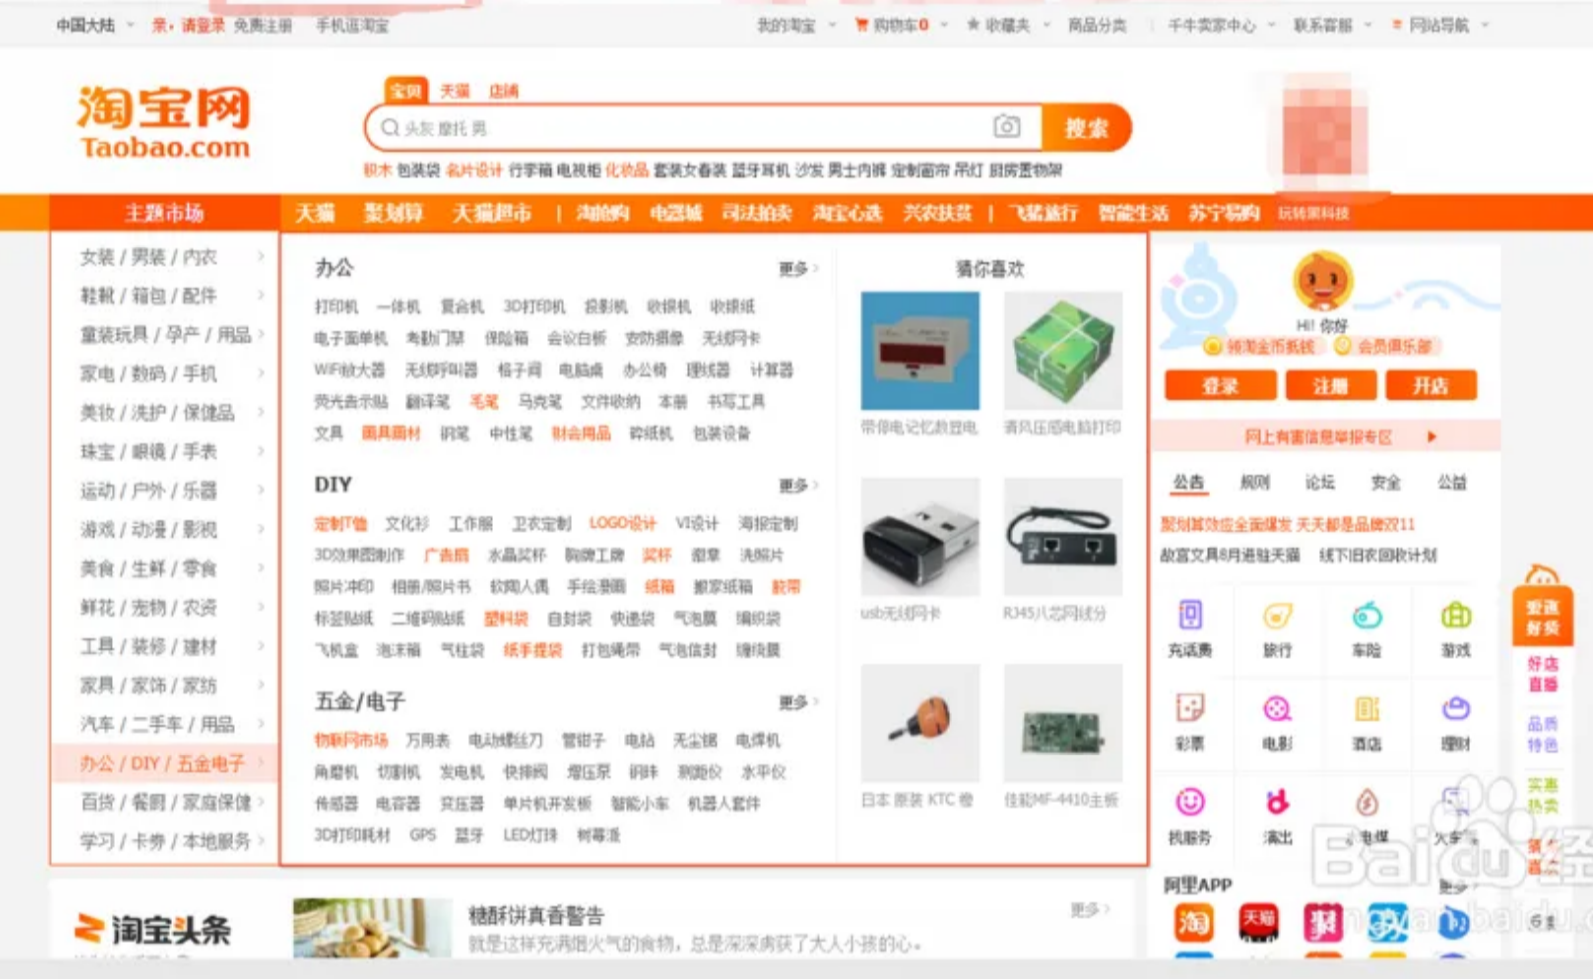 中国大陆 亲，请登录 免费注册 手机逛淘宝
我的淘宝 购物车0 收藏夹 商品分类 千牛卖家中心 联系客服 网站导航
淘宝网
Taobao.com
宝贝 天猫 店铺
头灰 摩托 男 搜索
积木 包装袋 名片设计 行李箱 电视柜 化妆品 套装女春装 蓝牙耳机 沙发 男士内裤 定制窗帘 吊灯 厨房置物架
主题市场 天猫 聚划算 天猫超市 | 淘抢购 电器城 司法拍卖 淘宝心选 兴农扶贫 | 飞猪旅行 智能生活 苏宁易购 玩转黑科技
女装 / 男装 / 内衣
鞋靴 / 箱包 / 配件
童装玩具 / 孕产 / 用品
家电 / 数码 / 手机
美妆 / 洗护 / 保健品
珠宝 / 眼镜 / 手表
运动 / 户外 / 乐器
游戏 / 动漫 / 影视
美食 / 生鲜 / 零食
鲜花 / 宠物 / 农资
工具 / 装修 / 建材
家具 / 家饰 / 家纺
汽车 / 二手车 / 用品
办公 / DIY / 五金电子
百货 / 餐厨 / 家庭保健
学习 / 卡券 / 本地服务
办公 更多
打印机 一体机 复合机 3D打印机 投影机 收银机 收银纸
电子面单机 考勤门禁 保险箱 会议白板 安防摄像 无线网卡
WiFi放大器 无线呼叫器 格子间 电脑桌 办公椅 理线器 计算器
荧光告示贴 翻译笔 毛笔 马克笔 文件收纳 本册 书写工具
文具 画具画材 钢笔 中性笔 财会用品 碎纸机 包装设备
DIY 更多
定制T恤 文化衫 工作服 卫衣定制 LOGO设计 VI设计 海报定制
3D效果图制作 广告扇 水晶奖杯 胸牌工牌 奖杯 徽章 洗照片
照片冲印 相册/照片书 软陶人偶 手绘漫画 纸箱 搬家纸箱 胶带
标签贴纸 二维码贴纸 塑料袋 自封袋 快递袋 气泡膜 编织袋
飞机盒 泡沫箱 气柱袋 纸手提袋 打包绳带 气泡信封 缠绕膜
五金/电子 更多
物联网市场 万用表 电动螺丝刀 管钳子 电钻 无尘锯 电焊机
角磨机 切割机 发电机 快排阀 增压泵 钢珠 测距仪 水平仪
传感器 电容器 变压器 单片机开发板 智能小车 机器人套件
3D打印耗材 GPS 蓝牙 LED灯珠 树莓派
猜你喜欢
带停电记忆数显电 清风压感电脑打印
usb无线网卡 RJ45八芯网线分
日本 原装 KTC 橙 佳能MF-4410主板
Hi! 你好
领淘金币抵钱 会员俱乐部
登录 注册 开店
网上有害信息举报专区
公告 规则 论坛 安全 公益
聚划算效应全面爆发 天天都是品牌双11
故宫文具8月进驻天猫 线下旧衣回收计划
充话费 旅行 车险 游戏
彩票 电影 酒店 理财
找服务 演出 水电煤 火车票
阿里APP 更多
淘 天猫 聚
爱逛
好货
好店
直播
品质
特色
实惠
热卖
淘宝头条
糖酥饼真香警告 更多
就是这样充满烟火气的食物，总是深深虏获了大人小孩的心。
Baidu 经
jingyan.baidu.c